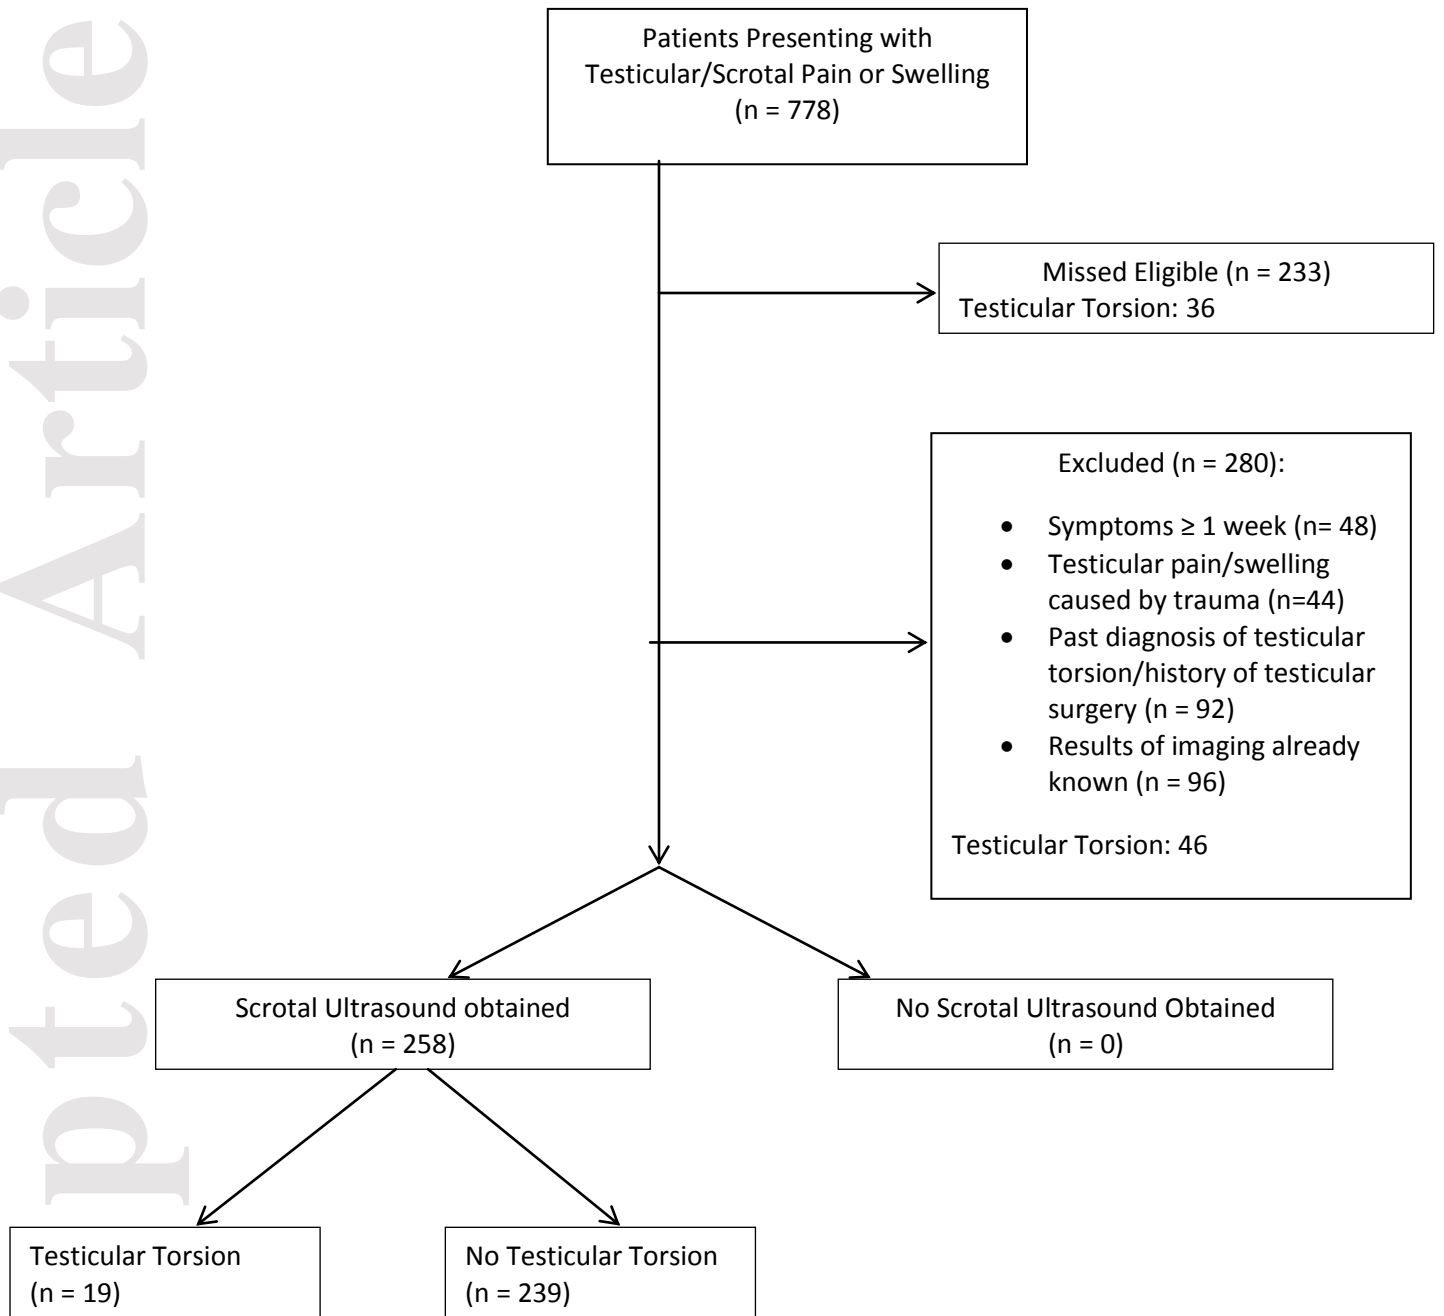 Patients Presenting with
Testicular/Scrotal Pain or Swelling
(n = 778)
Missed Eligible (n = 233)
Testicular Torsion: 36
Excluded (n = 280):
• Symptoms ≥ 1 week (n= 48)
• Testicular pain/swelling
caused by trauma (n=44)
• Past diagnosis of testicular
torsion/history of testicular
surgery (n = 92)
• Results of imaging already
known (n = 96)
Testicular Torsion: 46
Scrotal Ultrasound obtained
(n = 258)
No Scrotal Ultrasound Obtained
(n = 0)
Testicular Torsion
(n = 19)
No Testicular Torsion
(n = 239)
pted Article